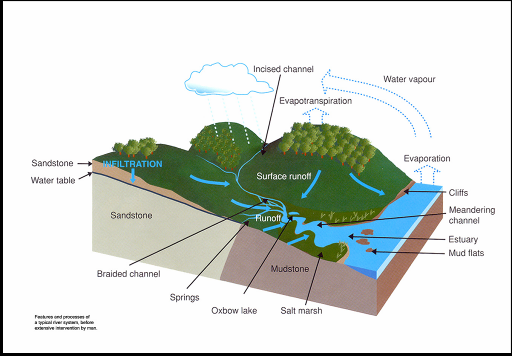 Incised channel
Water vapour
Evapotranspiration
Evaporation
Sandstone
INFILTRATION
Water table
Surface runoff
Cliffs
Sandstone
Runoff
Meandering
channel
Estuary
Mud flats
Braided channel
Mudstone
Springs
Oxbow lake
Salt marsh
Features and processes of
a typical river system, before
extensive intervention by man.